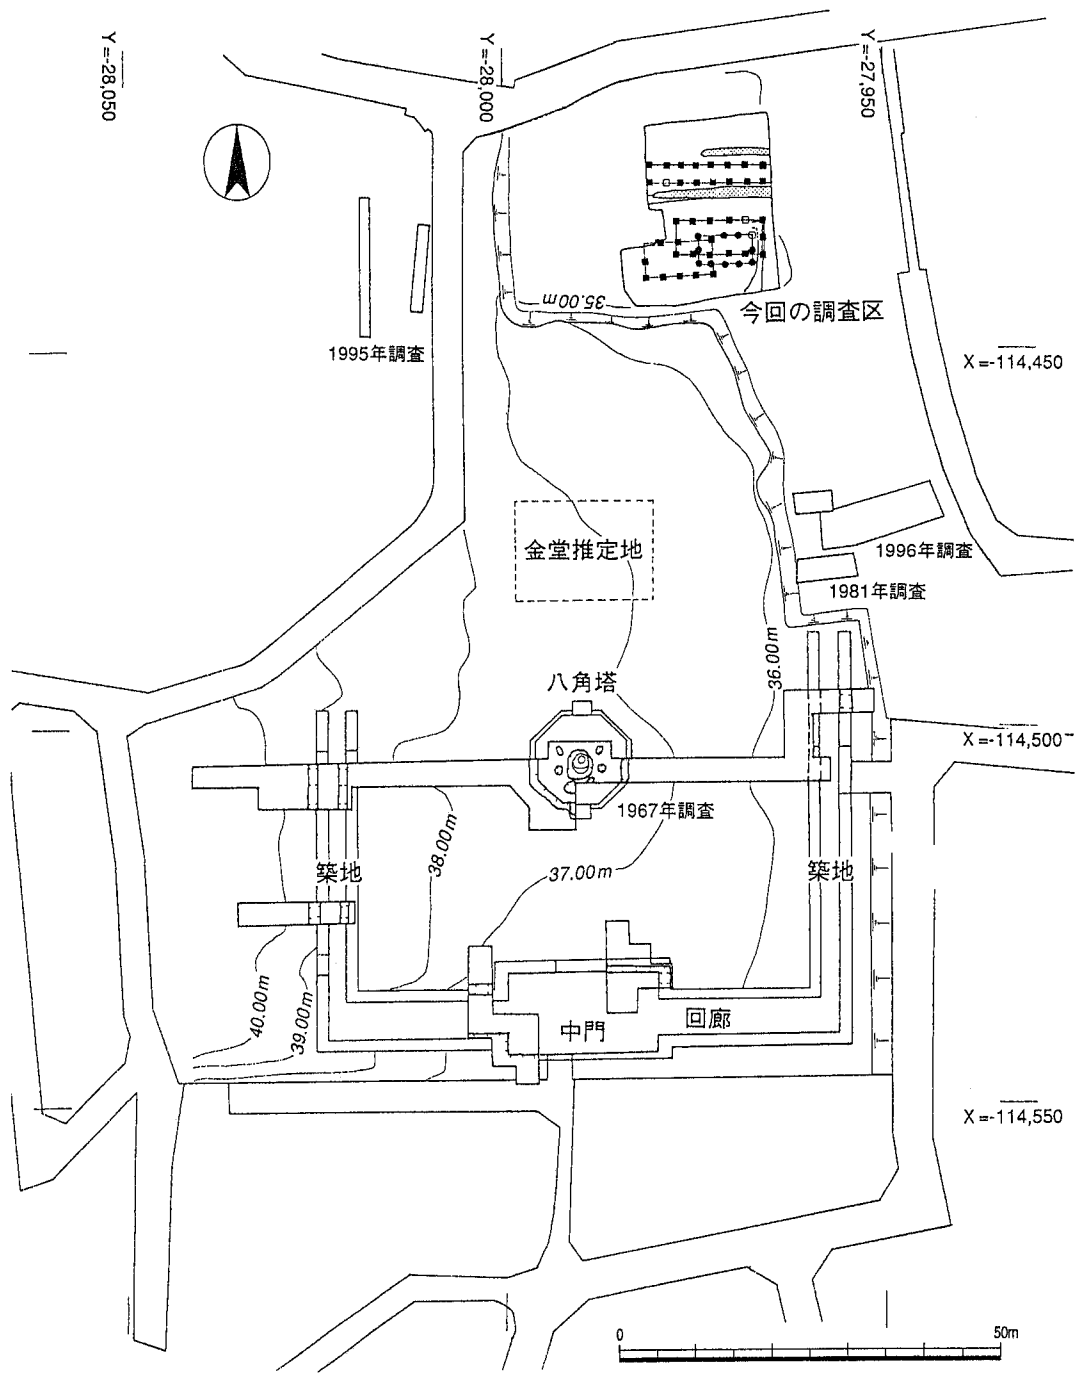 Y=-28,050
Y=-28,000
Y=-27,950
35.00m
今回の調査区
1995年調査
X=-114,450
金堂推定地
1996年調査
1981年調査
36.00m
八角塔
X=-114,500
1967年調査
38.00m
37.00m
築地
築地
40.00m
39.00m
中門
回廊
X=-114,550
0
50m